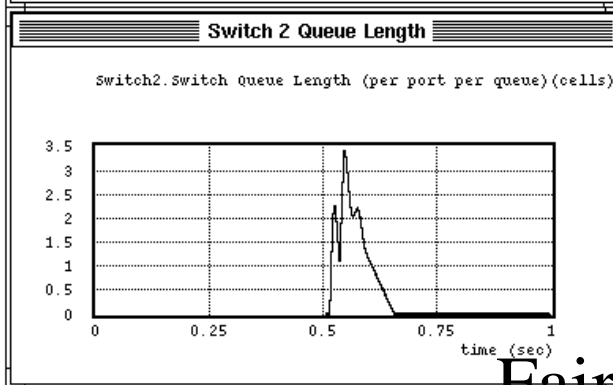 Switch 2 Queue Length
Switch2.Switch Queue Length (per port per queue)(cells)
3.5
3
2.5
2
1.5
1
0.5
0
0 0.25 0.5 0.75 1
time (sec)
Fair